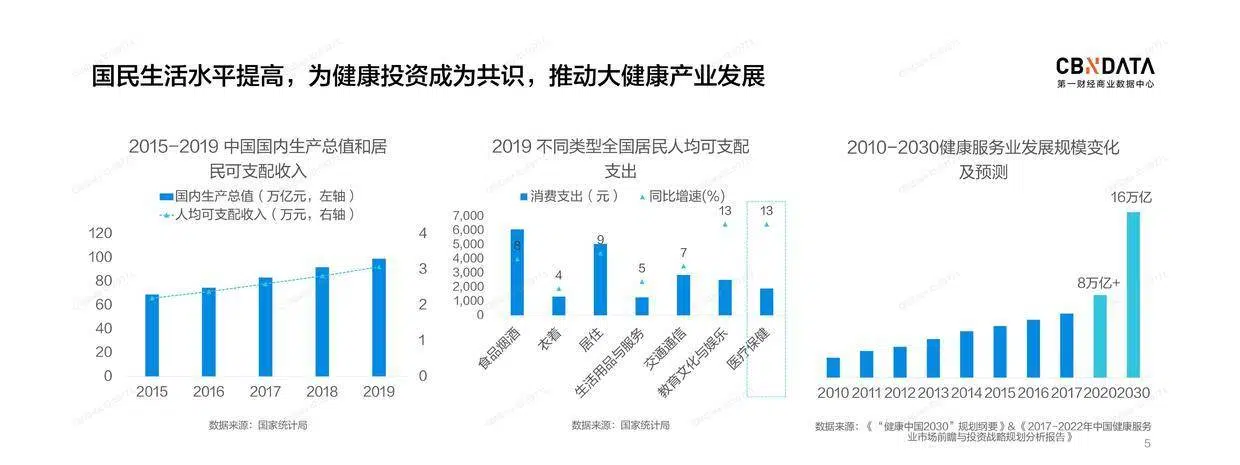 国民生活水平提高，为健康投资成为共识，推动大健康产业发展
CBNDATA
第一财经商业数据中心
2015-2019 中国国内生产总值和居
民可支配收入
国内生产总值（万亿元，左轴）
人均可支配收入（万元，右轴）
120
100
80
60
40
20
0
4
3
2
1
0
2015 2016 2017 2018 2019
数据来源：国家统计局
2019 不同类型全国居民人均可支配
支出
消费支出（元） 同比增速(%)
7,000
6,000
5,000
4,000
3,000
2,000
1,000
0
8 4 9 5 7 13 13
食品烟酒 衣着 居住 生活用品与服务 交通通信 教育文化与娱乐 医疗保健
数据来源：国家统计局
2010-2030健康服务业发展规模变化
及预测
16万亿
8万亿+
2010 2011 2012 2013 2014 2015 2016 2017 2020 2030
数据来源：《“健康中国2030”规划纲要》&《2017-2022年中国健康服务
业市场前瞻与投资战略规划分析报告》
5